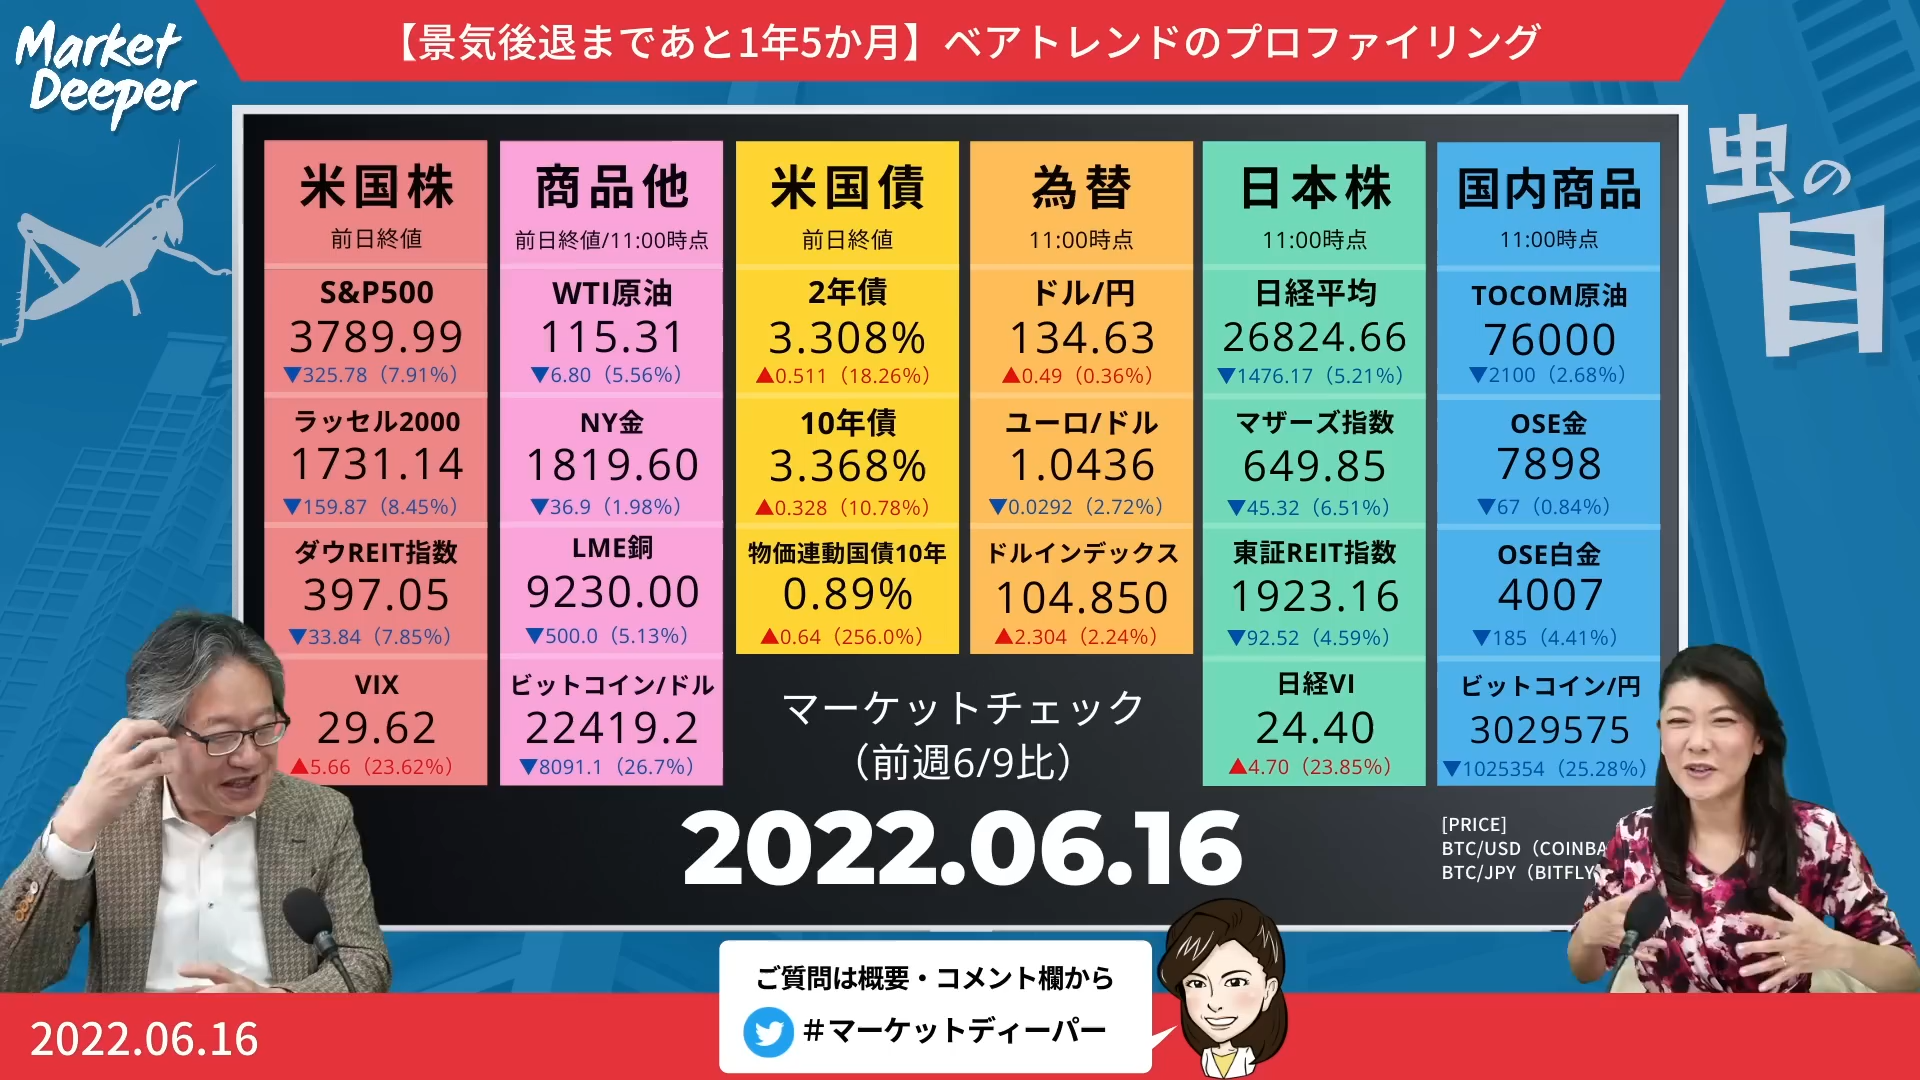 Market
Deeper
【景気後退まであと1年5か月】ベアトレンドのプロファイリング
虫の
目
米国株
前日終値
S&P500
3789.99
▼325.78（7.91%）
ラッセル2000
1731.14
▼159.87（8.45%）
ダウREIT指数
397.05
▼33.84（7.85%）
VIX
29.62
▲5.66（23.62%）
商品他
前日終値/11:00時点
WTI原油
115.31
▼6.80（5.56%）
NY金
1819.60
▼36.9（1.98%）
LME銅
9230.00
▼500.0（5.13%）
ビットコイン/ドル
22419.2
▼8091.1（26.7%）
米国債
前日終値
2年債
3.308%
▲0.511（18.26%）
10年債
3.368%
▲0.328（10.78%）
物価連動国債10年
0.89%
▲0.64（256.0%）
為替
11:00時点
ドル/円
134.63
▲0.49（0.36%）
ユーロ/ドル
1.0436
▼0.0292（2.72%）
ドルインデックス
104.850
▲2.304（2.24%）
日本株
11:00時点
日経平均
26824.66
▼1476.17（5.21%）
マザーズ指数
649.85
▼45.32（6.51%）
東証REIT指数
1923.16
▼92.52（4.59%）
日経VI
24.40
▲4.70（23.85%）
国内商品
11:00時点
TOCOM原油
76000
▼2100（2.68%）
OSE金
7898
▼67（0.84%）
OSE白金
4007
▼185（4.41%）
ビットコイン/円
3029575
▼1025354（25.28%）
マーケットチェック
（前週6/9比）
2022.06.16
[PRICE]
BTC/USD（COINBA
BTC/JPY（BITFLY
ご質問は概要・コメント欄から
#マーケットディーパー
2022.06.16